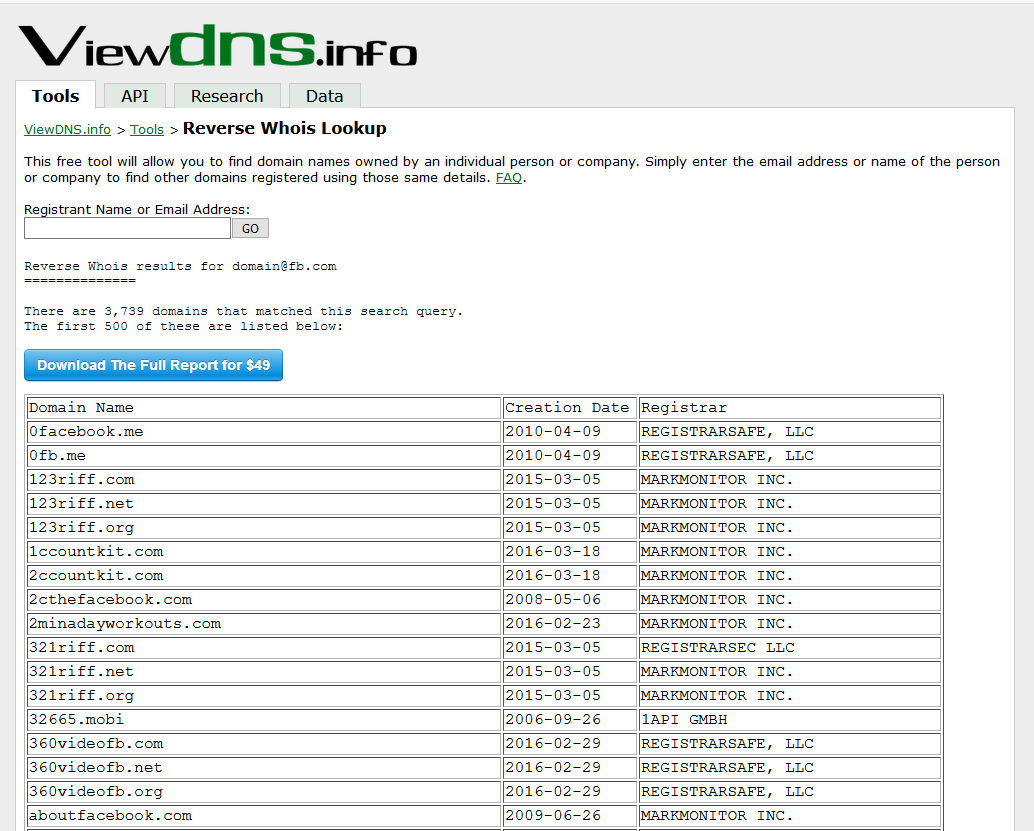 Viewdns.info
Tools API Research Data
ViewDNS.info > Tools > Reverse Whois Lookup
This free tool will allow you to find domain names owned by an individual person or company. Simply enter the email address or name of the person
or company to find other domains registered using those same details. FAQ.
Registrant Name or Email Address:
GO
Reverse Whois results for domain@fb.com
==============
There are 3,739 domains that matched this search query.
The first 500 of these are listed below:
Download The Full Report for $49
Domain Name Creation Date Registrar
0facebook.me 2010-04-09 REGISTRARSAFE, LLC
0fb.me 2010-04-09 REGISTRARSAFE, LLC
123riff.com 2015-03-05 MARKMONITOR INC.
123riff.net 2015-03-05 MARKMONITOR INC.
123riff.org 2015-03-05 MARKMONITOR INC.
1ccountkit.com 2016-03-18 MARKMONITOR INC.
2ccountkit.com 2016-03-18 MARKMONITOR INC.
2cthefacebook.com 2008-05-06 MARKMONITOR INC.
2minadayworkouts.com 2016-02-23 MARKMONITOR INC.
321riff.com 2015-03-05 REGISTRARSEC LLC
321riff.net 2015-03-05 MARKMONITOR INC.
321riff.org 2015-03-05 MARKMONITOR INC.
32665.mobi 2006-09-26 1API GMBH
360videofb.com 2016-02-29 REGISTRARSAFE, LLC
360videofb.net 2016-02-29 REGISTRARSAFE, LLC
360videofb.org 2016-02-29 REGISTRARSAFE, LLC
aboutfacebook.com 2009-06-26 MARKMONITOR INC.